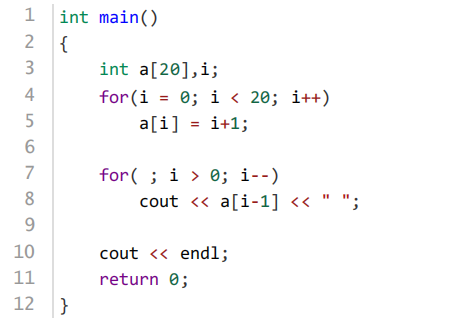 1 int main()
2 {
3     int a[20],i;
4     for(i = 0; i < 20; i++)
5         a[i] = i+1;
6
7     for( ; i > 0; i--)
8         cout << a[i-1] << " ";
9
10     cout << endl;
11     return 0;
12 }